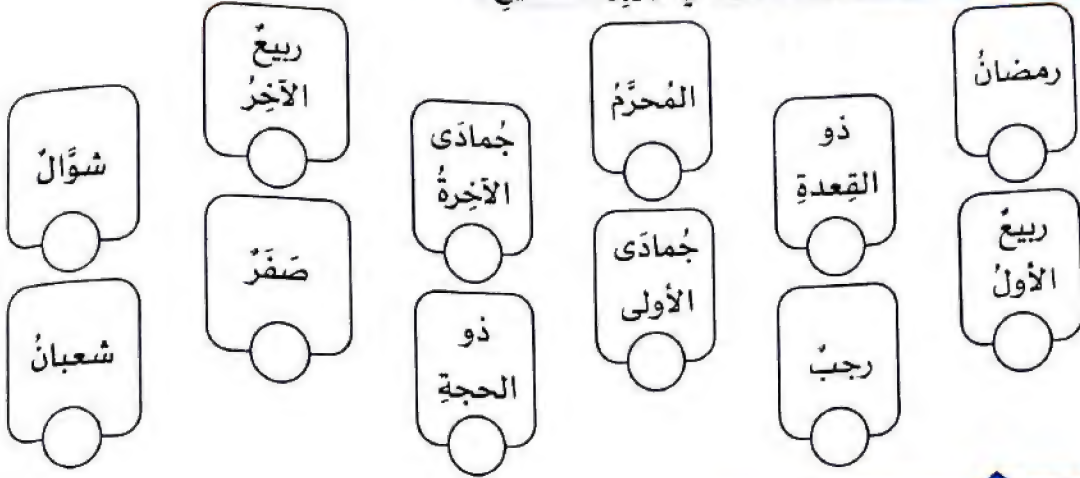 رمضانُ
ذو
القِعدةِ
المُحرَّمُ
جُمادَى
الآخِرةُ
ربيعٌ
الآخِرُ
شوَّالٌ
ربيعٌ
الأولُ
رجبٌ
جُمادَى
الأولى
ذو
الحجةِ
صَفَرٌ
شعبانُ